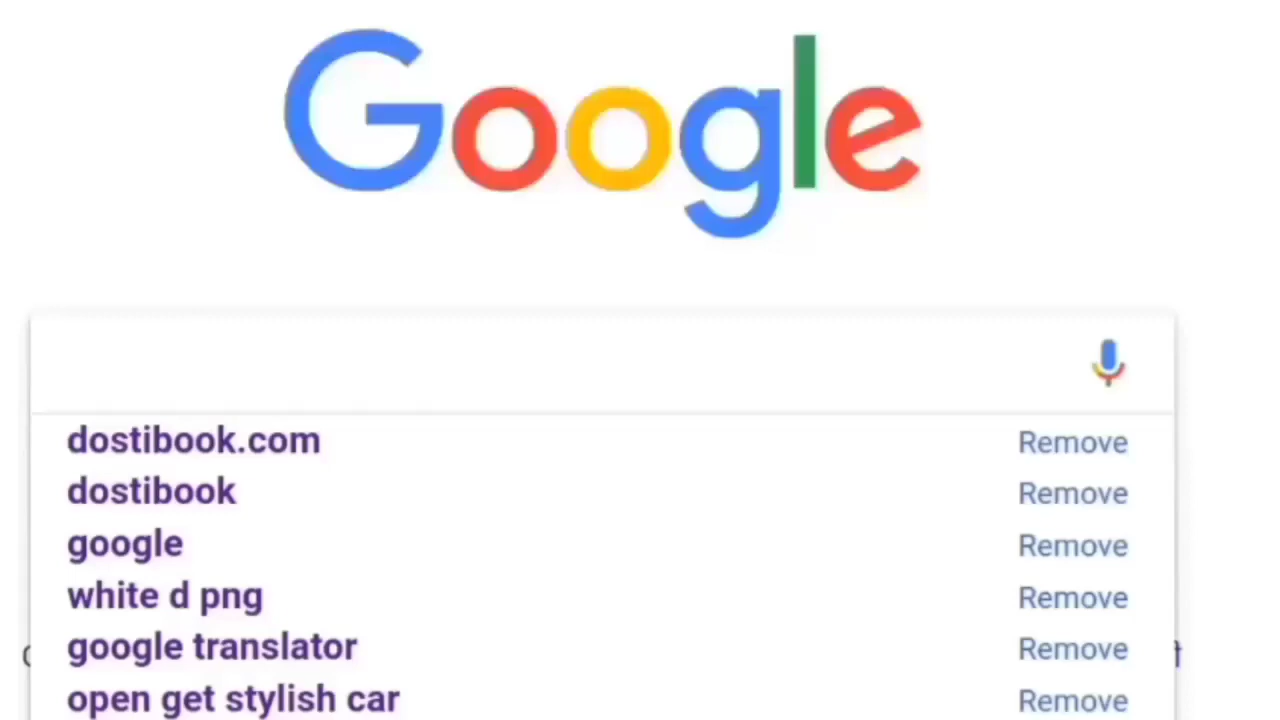 Google
dostibook.com Remove
dostibook Remove
google Remove
white d png Remove
google translator Remove
open get stylish car Remove